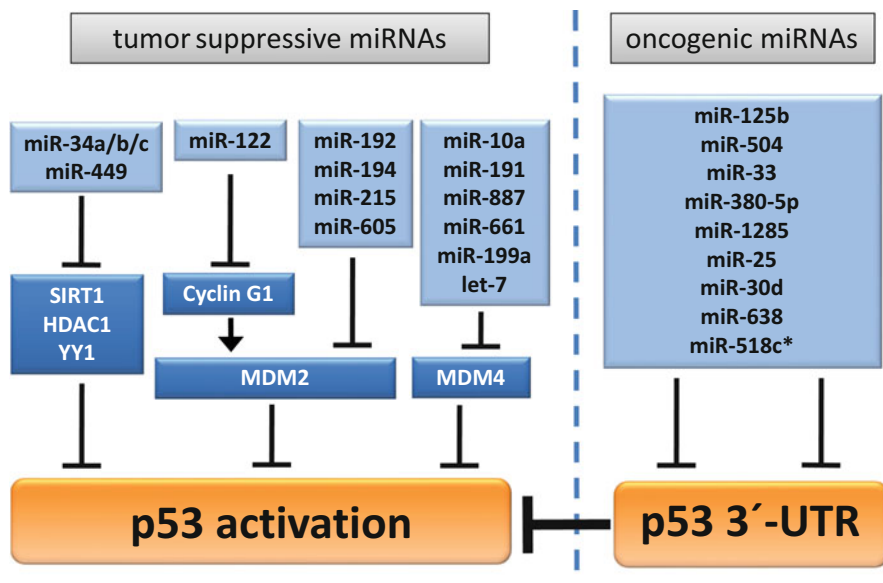 tumor suppressive miRNAs
oncogenic miRNAs
miR-34a/b/c
miR-449
miR-122
miR-192
miR-194
miR-215
miR-605
miR-10a
miR-191
miR-887
miR-661
miR-199a
let-7
miR-125b
miR-504
miR-33
miR-380-5p
miR-1285
miR-25
miR-30d
miR-638
miR-518c*
SIRT1
HDAC1
YY1
Cyclin G1
MDM2
MDM4
p53 activation
p53 3´-UTR